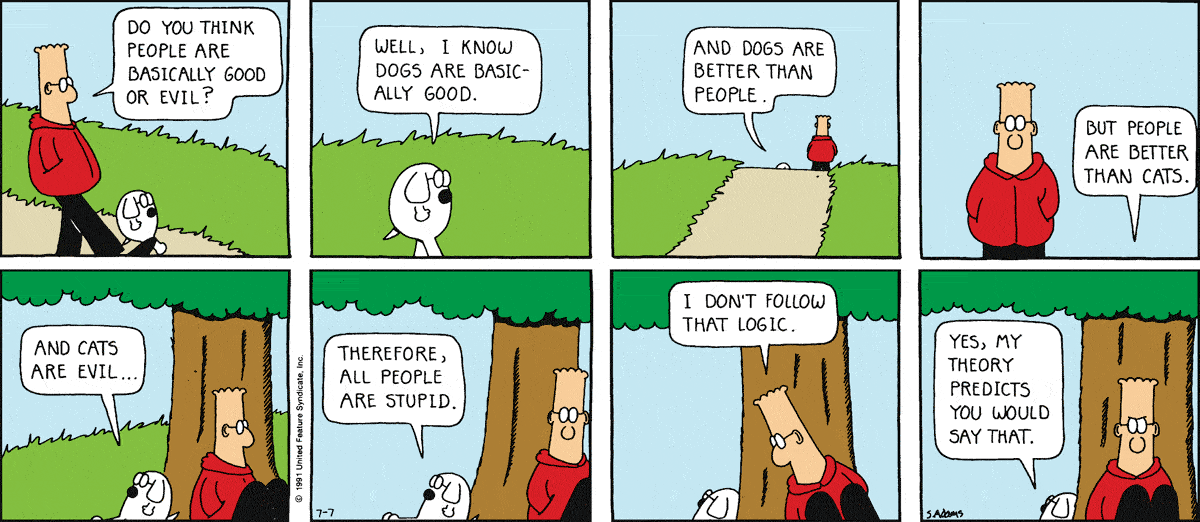 DO YOU THINK
PEOPLE ARE
BASICALLY GOOD
OR EVIL?
WELL, I KNOW
DOGS ARE BASIC-
ALLY GOOD.
AND DOGS ARE
BETTER THAN
PEOPLE.
BUT PEOPLE
ARE BETTER
THAN CATS.
AND CATS
ARE EVIL...
© 1991 United Feature Syndicate, Inc.
THEREFORE,
ALL PEOPLE
ARE STUPID.
7-7
I DON'T FOLLOW
THAT LOGIC.
YES, MY
THEORY
PREDICTS
YOU WOULD
SAY THAT.
S. ADAMS